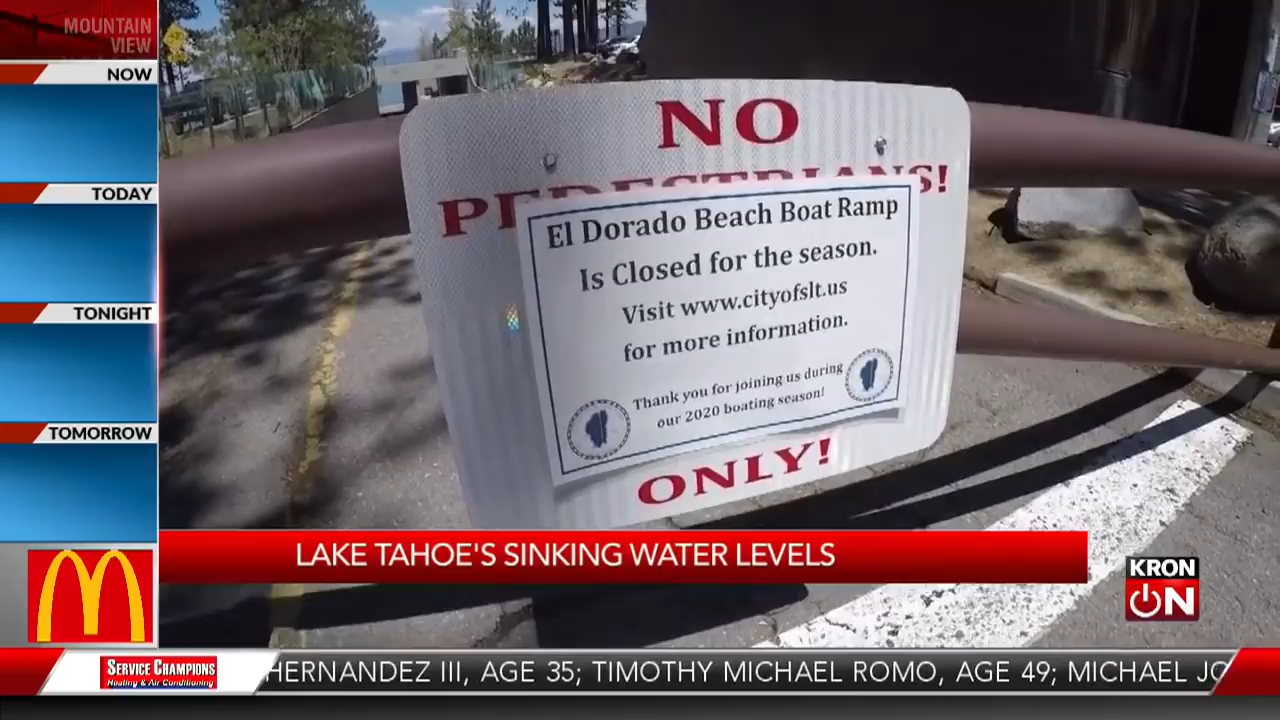 MOUNTAIN
VIEW
NOW
TODAY
TONIGHT
TOMORROW
NO
PEDESTRIANS!
El Dorado Beach Boat Ramp
Is Closed for the season.
Visit www.cityofslt.us
for more information.
Thank you for joining us during
our 2020 boating season!
ONLY!
LAKE TAHOE'S SINKING WATER LEVELS
KRON
ON
SERVICE CHAMPIONS
Heating & Air Conditioning
HERNANDEZ III, AGE 35; TIMOTHY MICHAEL ROMO, AGE 49; MICHAEL JO